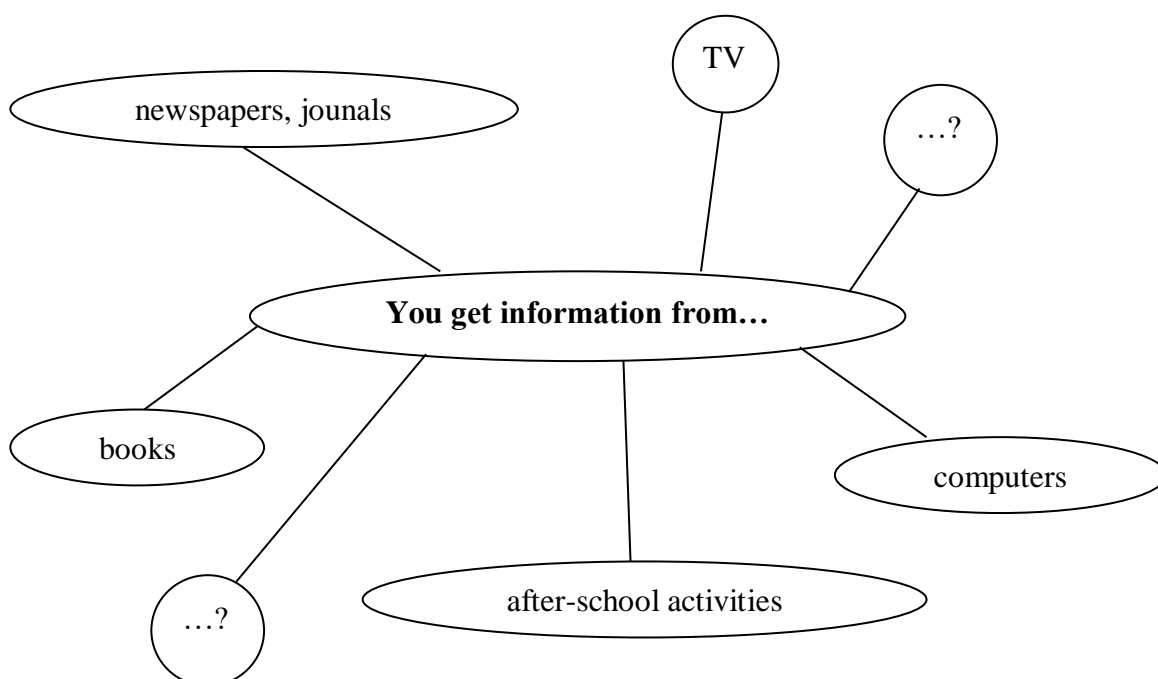 TV
newspapers, jounals
…?
You get information from…
books
computers
after-school activities
…?